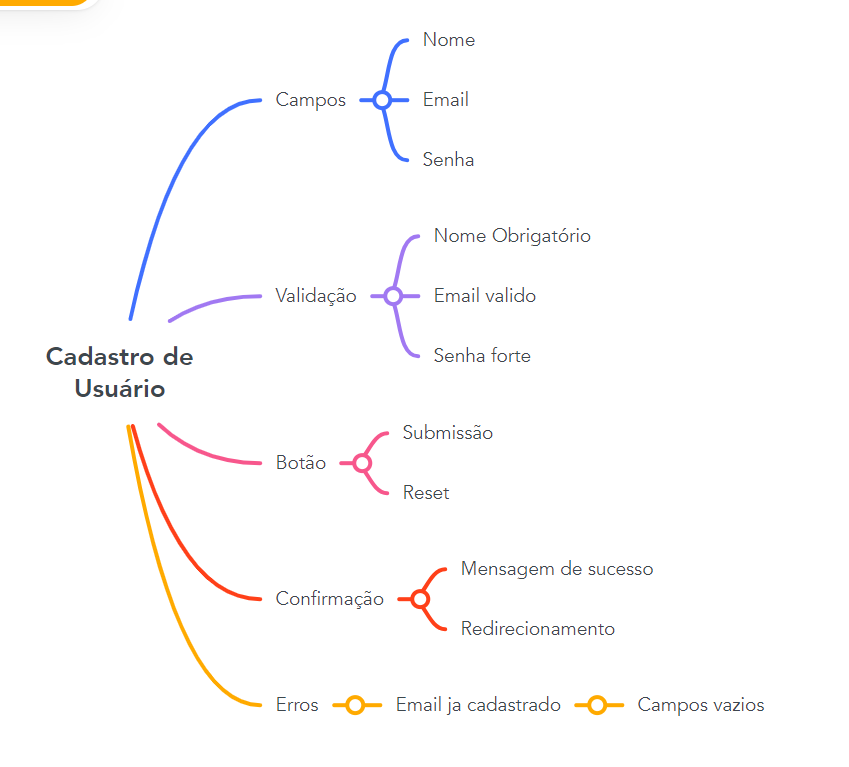 Nome
Campos
Email
Senha
Nome Obrigatório
Validação
Email valido
Senha forte
Cadastro de
Usuário
Submissão
Botão
Reset
Mensagem de sucesso
Confirmação
Redirecionamento
Erros
Email ja cadastrado
Campos vazios